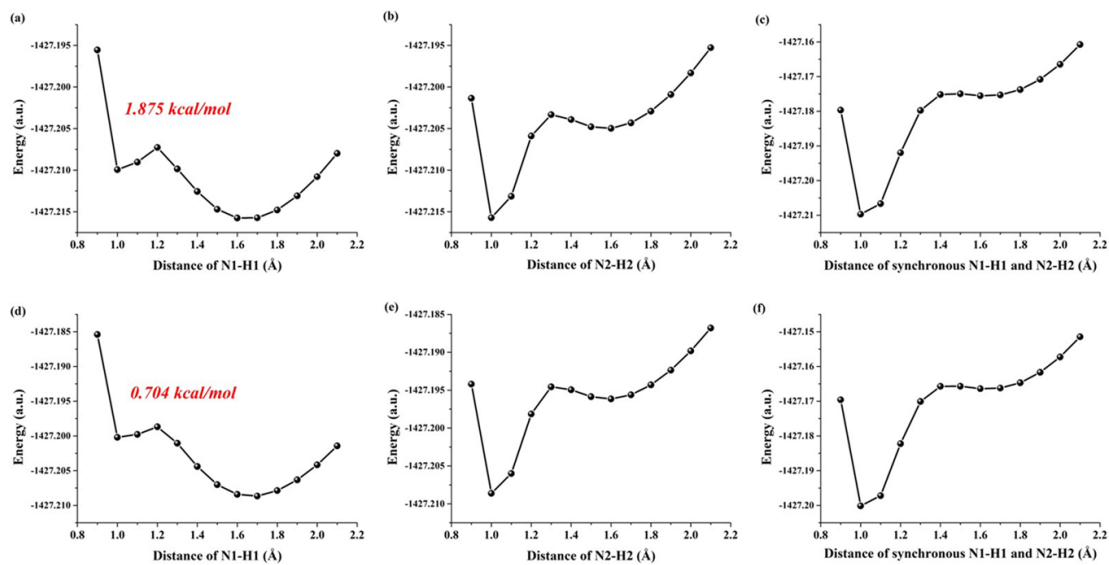 (a)
(b)
(c)
-1427.195
-1427.200
-1427.205
-1427.210
-1427.215
Energy (a.u.)
1.875 kcal/mol
0.8 1.0 1.2 1.4 1.6 1.8 2.0 2.2
Distance of N1-H1 (Å)
-1427.195
-1427.200
-1427.205
-1427.210
-1427.215
Energy (a.u.)
0.8 1.0 1.2 1.4 1.6 1.8 2.0 2.2
Distance of N2-H2 (Å)
-1427.16
-1427.17
-1427.18
-1427.19
-1427.20
-1427.21
Energy (a.u.)
0.8 1.0 1.2 1.4 1.6 1.8 2.0 2.2
Distance of synchronous N1-H1 and N2-H2 (Å)
(d)
(e)
(f)
-1427.185
-1427.190
-1427.195
-1427.200
-1427.205
-1427.210
Energy (a.u.)
0.704 kcal/mol
0.8 1.0 1.2 1.4 1.6 1.8 2.0 2.2
Distance of N1-H1 (Å)
-1427.185
-1427.190
-1427.195
-1427.200
-1427.205
-1427.210
Energy (a.u.)
0.8 1.0 1.2 1.4 1.6 1.8 2.0 2.2
Distance of N2-H2 (Å)
-1427.15
-1427.16
-1427.17
-1427.18
-1427.19
-1427.20
Energy (a.u.)
0.8 1.0 1.2 1.4 1.6 1.8 2.0 2.2
Distance of synchronous N1-H1 and N2-H2 (Å)